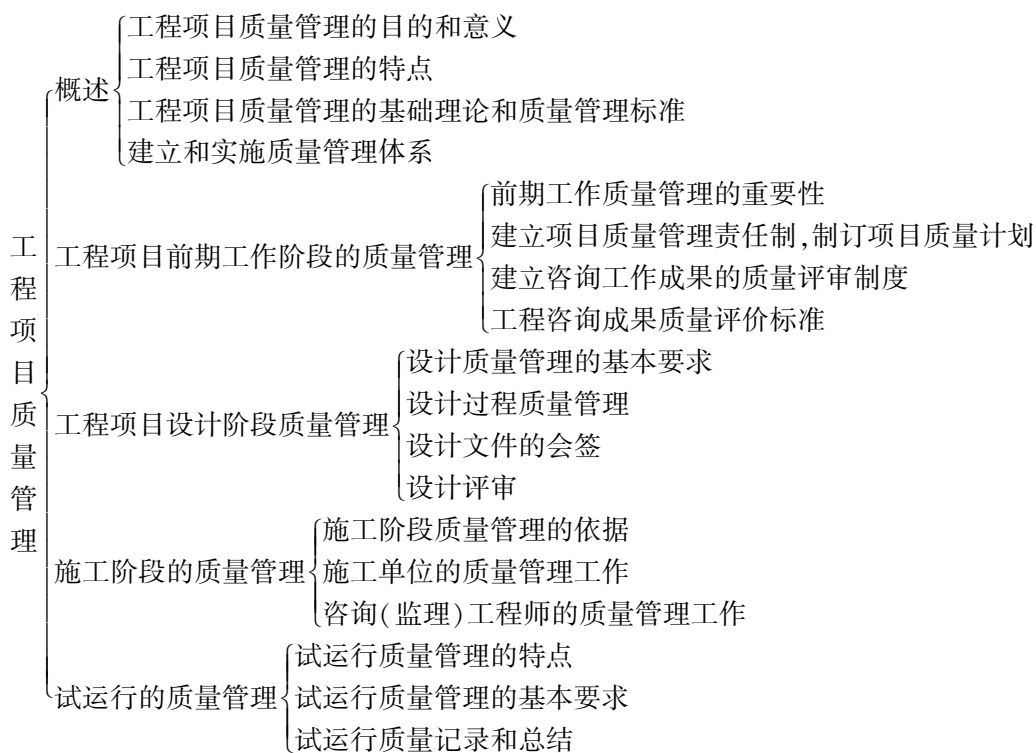 工程项目质量管理
概述
工程项目质量管理的目的和意义
工程项目质量管理的特点
工程项目质量管理的基础理论和质量管理标准
建立和实施质量管理体系
工程项目前期工作阶段的质量管理
前期工作质量管理的重要性
建立项目质量管理责任制,制订项目质量计划
建立咨询工作成果的质量评审制度
工程咨询成果质量评价标准
工程项目设计阶段质量管理
设计质量管理的基本要求
设计过程质量管理
设计文件的会签
设计评审
施工阶段的质量管理
施工阶段质量管理的依据
施工单位的质量管理工作
咨询(监理)工程师的质量管理工作
试运行的质量管理
试运行质量管理的特点
试运行质量管理的基本要求
试运行质量记录和总结